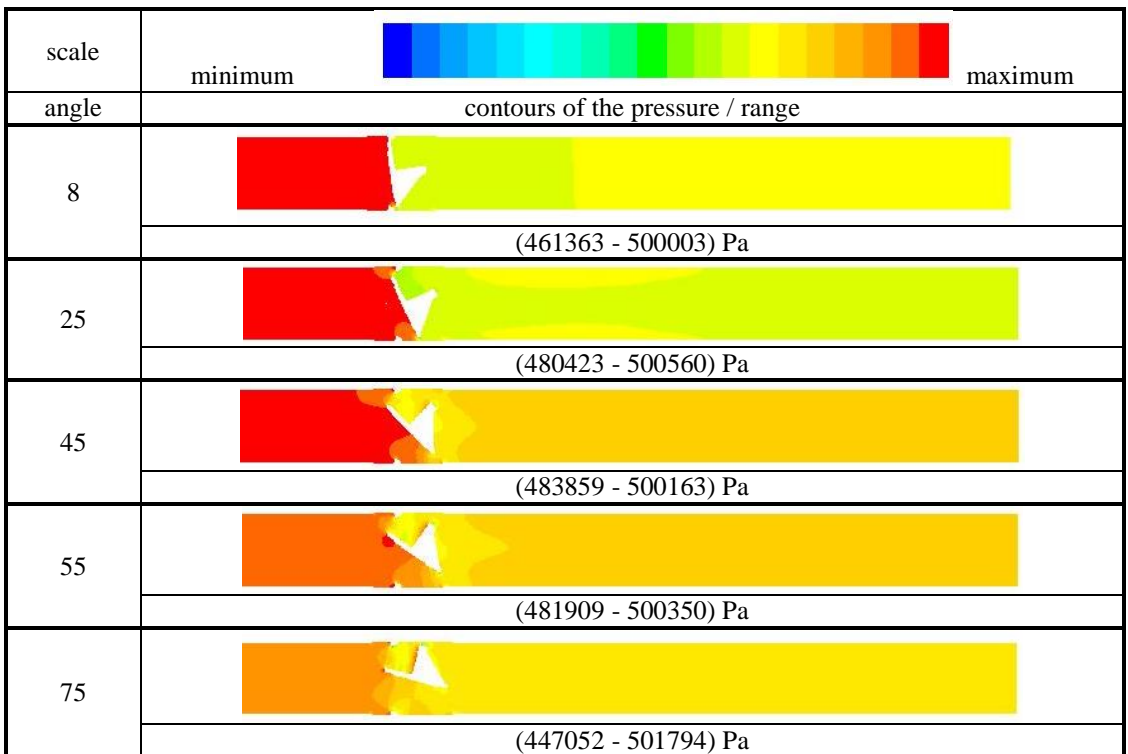 scale
minimum maximum
angle contours of the pressure / range
8
(461363 - 500003) Pa
25
(480423 - 500560) Pa
45
(483859 - 500163) Pa
55
(481909 - 500350) Pa
75
(447052 - 501794) Pa